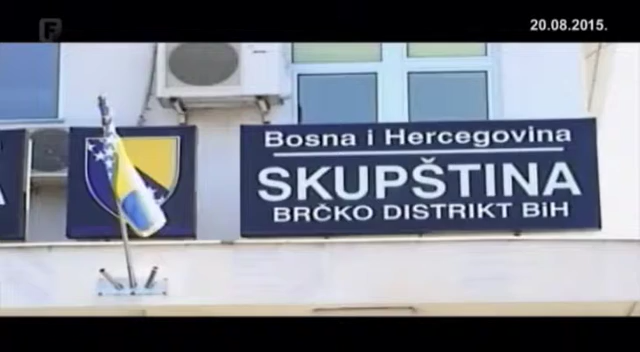 F
20.08.2015.
Bosna i Hercegovina
SKUPŠTINA
BRČKO DISTRIKT BiH
A